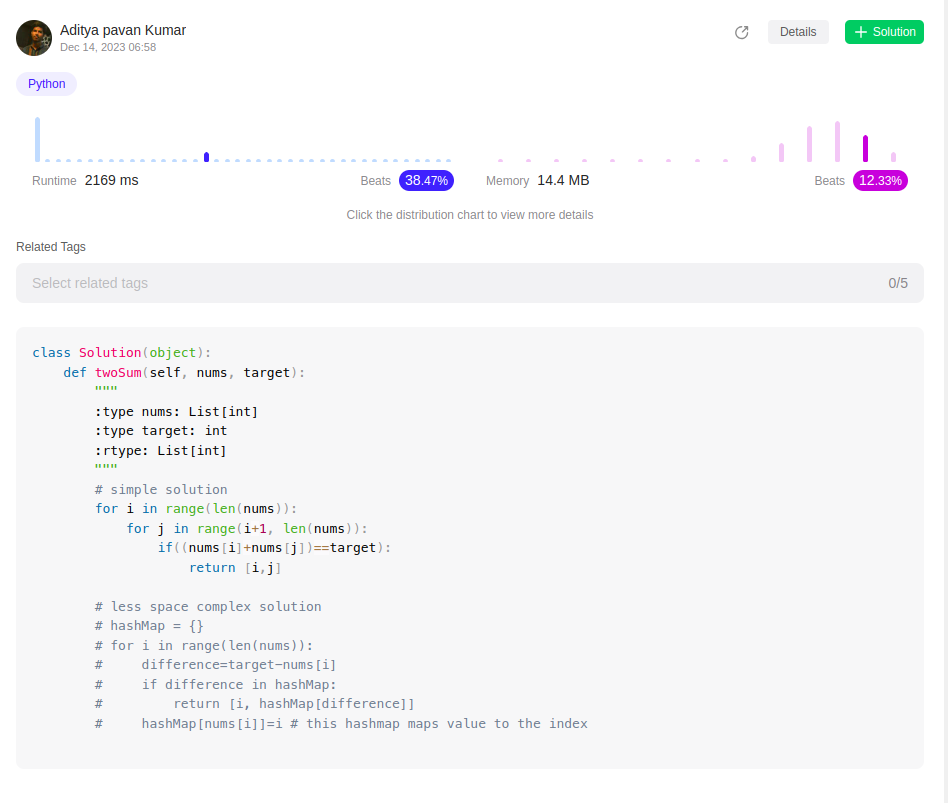 Aditya pavan Kumar
Dec 14, 2023 06:58
Details
Solution
Python
Runtime 2169 ms Beats 38.47%
Memory 14.4 MB Beats 12.33%
Click the distribution chart to view more details
Related Tags
Select related tags 0/5
class Solution(object):
    def twoSum(self, nums, target):
        """
        :type nums: List[int]
        :type target: int
        :rtype: List[int]
        """
        # simple solution
        for i in range(len(nums)):
            for j in range(i+1, len(nums)):
                if((nums[i]+nums[j])==target):
                    return [i,j]
        # less space complex solution
        # hashMap = {}
        # for i in range(len(nums)):
        #     difference=target−nums[i]
        #     if difference in hashMap:
        #         return [i, hashMap[difference]]
        #     hashMap[nums[i]]=i # this hashmap maps value to the index